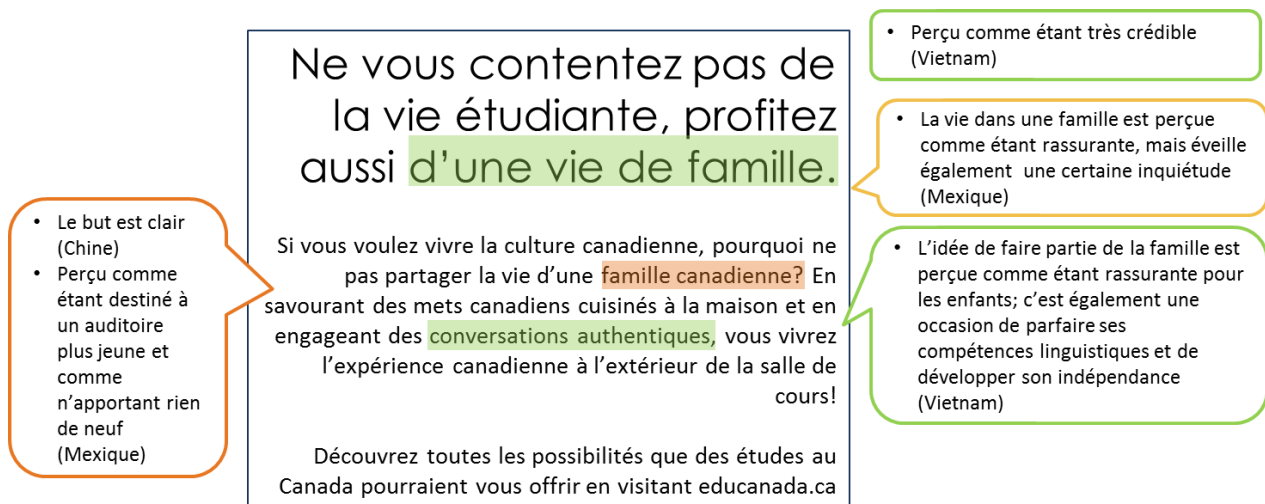 Ne vous contentez pas de
la vie étudiante, profitez
aussi d’une vie de famille.
Si vous voulez vivre la culture canadienne, pourquoi ne
pas partager la vie d’une famille canadienne? En
savourant des mets canadiens cuisinés à la maison et en
engageant des conversations authentiques, vous vivrez
l’expérience canadienne à l’extérieur de la salle de
cours!
Découvrez toutes les possibilités que des études au
Canada pourraient vous offrir en visitant educanada.ca
• Le but est clair
(Chine)
• Perçu comme
étant destiné à
un auditoire
plus jeune et
comme
n’apportant rien
de neuf
(Mexique)
• Perçu comme étant très crédible
(Vietnam)
• La vie dans une famille est perçue
comme étant rassurante, mais éveille
également une certaine inquiétude
(Mexique)
• L’idée de faire partie de la famille est
perçue comme étant rassurante pour
les enfants; c’est également une
occasion de parfaire ses
compétences linguistiques et de
développer son indépendance
(Vietnam)